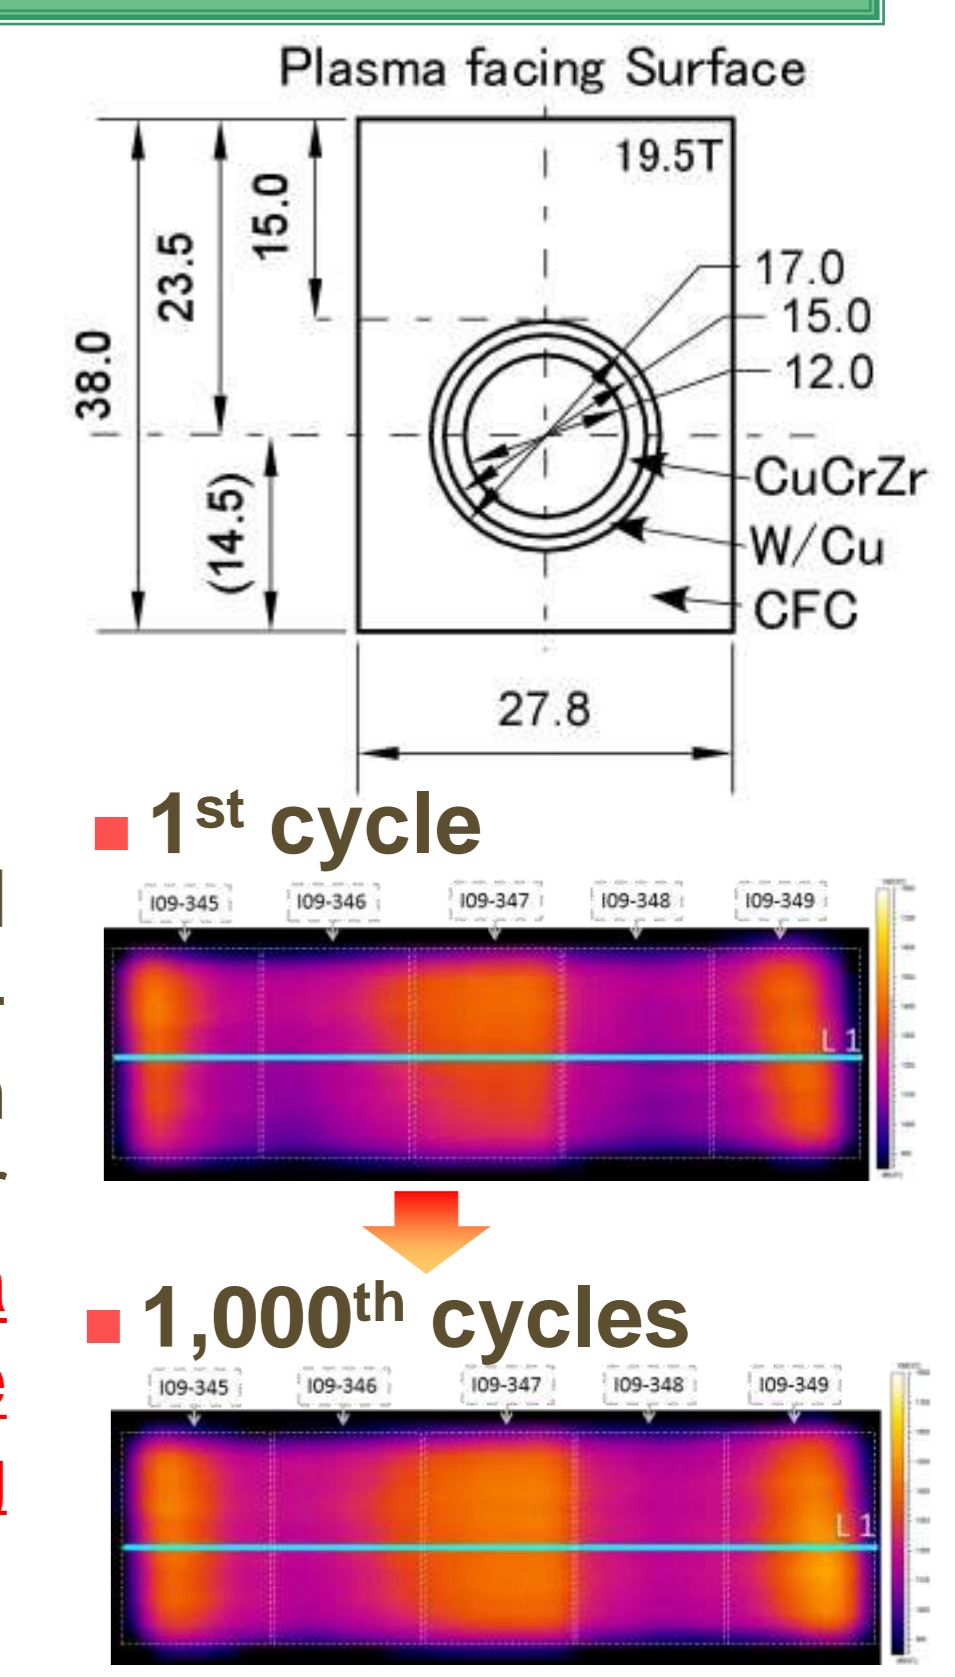 Plasma facing Surface
19.5T
15.0
23.5
38.0
(14.5)
17.0
15.0
12.0
CuCrZr
W/Cu
CFC
27.8
1st cycle
I09-345 I09-346 I09-347 I09-348 I09-349
L 1
1,000th cycles
I09-345 I09-346 I09-347 I09-348 I09-349
L 1